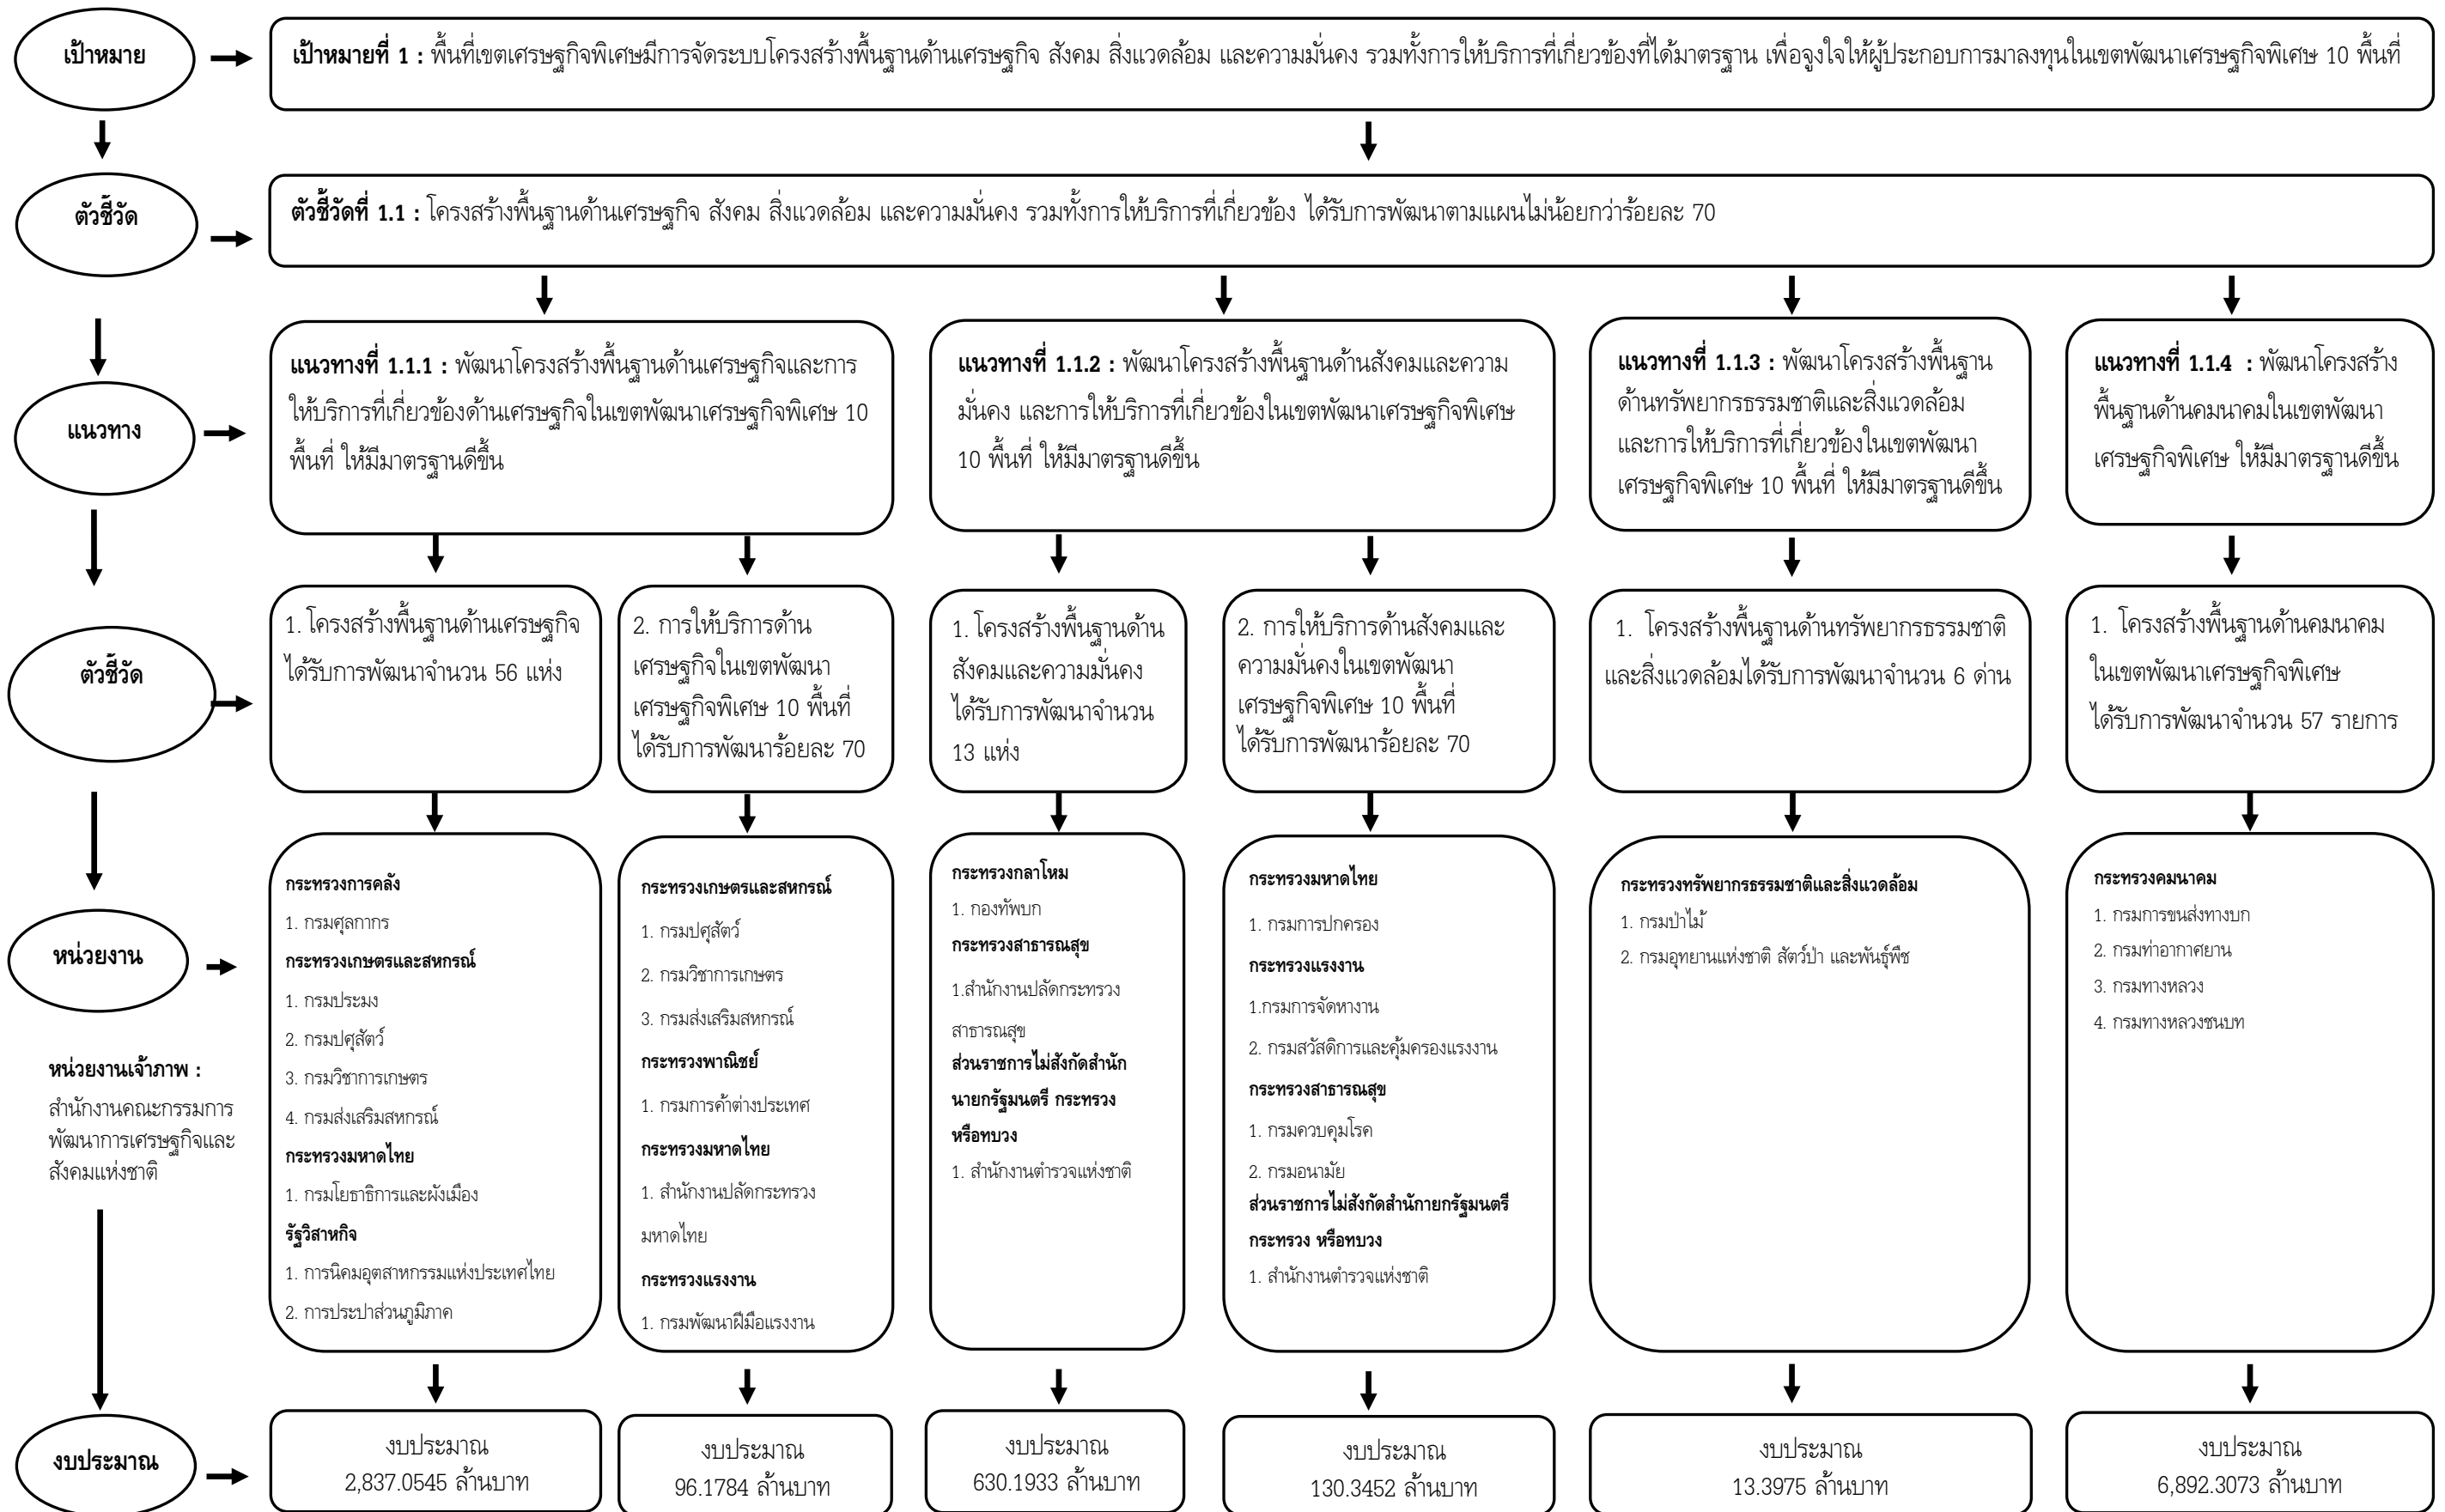 เป้าหมาย
เป้าหมายที่ 1 : พื้นที่เขตเศรษฐกิจพิเศษมีการจัดระบบโครงสร้างพื้นฐานด้านเศรษฐกิจ สังคม สิ่งแวดล้อม และความมั่นคง รวมทั้งการให้บริการที่เกี่ยวข้องที่ได้มาตรฐาน เพื่อจูงใจให้ผู้ประกอบการมาลงทุนในเขตพัฒนาเศรษฐกิจพิเศษ 10 พื้นที่
ตัวชี้วัด
ตัวชี้วัดที่ 1.1 : โครงสร้างพื้นฐานด้านเศรษฐกิจ สังคม สิ่งแวดล้อม และความมั่นคง รวมทั้งการให้บริการที่เกี่ยวข้อง ได้รับการพัฒนาตามแผนไม่น้อยกว่าร้อยละ 70
แนวทาง
แนวทางที่ 1.1.1 : พัฒนาโครงสร้างพื้นฐานด้านเศรษฐกิจและการ
ให้บริการที่เกี่ยวข้องด้านเศรษฐกิจในเขตพัฒนาเศรษฐกิจพิเศษ 10
พื้นที่ ให้มีมาตรฐานดีขึ้น
แนวทางที่ 1.1.2 : พัฒนาโครงสร้างพื้นฐานด้านสังคมและความ
มั่นคง และการให้บริการที่เกี่ยวข้องในเขตพัฒนาเศรษฐกิจพิเศษ
10 พื้นที่ ให้มีมาตรฐานดีขึ้น
แนวทางที่ 1.1.3 : พัฒนาโครงสร้างพื้นฐาน
ด้านทรัพยากรธรรมชาติและสิ่งแวดล้อม
และการให้บริการที่เกี่ยวข้องในเขตพัฒนา
เศรษฐกิจพิเศษ 10 พื้นที่ ให้มีมาตรฐานดีขึ้น
แนวทางที่ 1.1.4 : พัฒนาโครงสร้าง
พื้นฐานด้านคมนาคมในเขตพัฒนา
เศรษฐกิจพิเศษ ให้มีมาตรฐานดีขึ้น
ตัวชี้วัด
1. โครงสร้างพื้นฐานด้านเศรษฐกิจ
ได้รับการพัฒนาจำนวน 56 แห่ง
2. การให้บริการด้าน
เศรษฐกิจในเขตพัฒนา
เศรษฐกิจพิเศษ 10 พื้นที่
ได้รับการพัฒนาร้อยละ 70
1. โครงสร้างพื้นฐานด้าน
สังคมและความมั่นคง
ได้รับการพัฒนาจำนวน
13 แห่ง
2. การให้บริการด้านสังคมและ
ความมั่นคงในเขตพัฒนา
เศรษฐกิจพิเศษ 10 พื้นที่
ได้รับการพัฒนาร้อยละ 70
1. โครงสร้างพื้นฐานด้านทรัพยากรธรรมชาติ
และสิ่งแวดล้อมได้รับการพัฒนาจำนวน 6 ด่าน
1. โครงสร้างพื้นฐานด้านคมนาคม
ในเขตพัฒนาเศรษฐกิจพิเศษ
ได้รับการพัฒนาจำนวน 57 รายการ
หน่วยงาน
หน่วยงานเจ้าภาพ :
สำนักงานคณะกรรมการ
พัฒนาการเศรษฐกิจและ
สังคมแห่งชาติ
กระทรวงการคลัง
1. กรมศุลกากร
กระทรวงเกษตรและสหกรณ์
1. กรมประมง
2. กรมปศุสัตว์
3. กรมวิชาการเกษตร
4. กรมส่งเสริมสหกรณ์
กระทรวงมหาดไทย
1. กรมโยธาธิการและผังเมือง
รัฐวิสาหกิจ
1. การนิคมอุตสาหกรรมแห่งประเทศไทย
2. การประปาส่วนภูมิภาค
กระทรวงเกษตรและสหกรณ์
1. กรมปศุสัตว์
2. กรมวิชาการเกษตร
3. กรมส่งเสริมสหกรณ์
กระทรวงพาณิชย์
1. กรมการค้าต่างประเทศ
กระทรวงมหาดไทย
1. สำนักงานปลัดกระทรวง
มหาดไทย
กระทรวงแรงงาน
1. กรมพัฒนาฝีมือแรงงาน
กระทรวงกลาโหม
1. กองทัพบก
กระทรวงสาธารณสุข
1.สำนักงานปลัดกระทรวง
สาธารณสุข
ส่วนราชการไม่สังกัดสำนัก
นายกรัฐมนตรี กระทรวง
หรือทบวง
1. สำนักงานตำรวจแห่งชาติ
กระทรวงมหาดไทย
1. กรมการปกครอง
กระทรวงแรงงาน
1.กรมการจัดหางาน
2. กรมสวัสดิการและคุ้มครองแรงงาน
กระทรวงสาธารณสุข
1. กรมควบคุมโรค
2. กรมอนามัย
ส่วนราชการไม่สังกัดสำนักายกรัฐมนตรี
กระทรวง หรือทบวง
1. สำนักงานตำรวจแห่งชาติ
กระทรวงทรัพยากรธรรมชาติและสิ่งแวดล้อม
1. กรมป่าไม้
2. กรมอุทยานแห่งชาติ สัตว์ป่า และพันธุ์พืช
กระทรวงคมนาคม
1. กรมการขนส่งทางบก
2. กรมท่าอากาศยาน
3. กรมทางหลวง
4. กรมทางหลวงชนบท
งบประมาณ
งบประมาณ
2,837.0545 ล้านบาท
งบประมาณ
96.1784 ล้านบาท
งบประมาณ
630.1933 ล้านบาท
งบประมาณ
130.3452 ล้านบาท
งบประมาณ
13.3975 ล้านบาท
งบประมาณ
6,892.3073 ล้านบาท